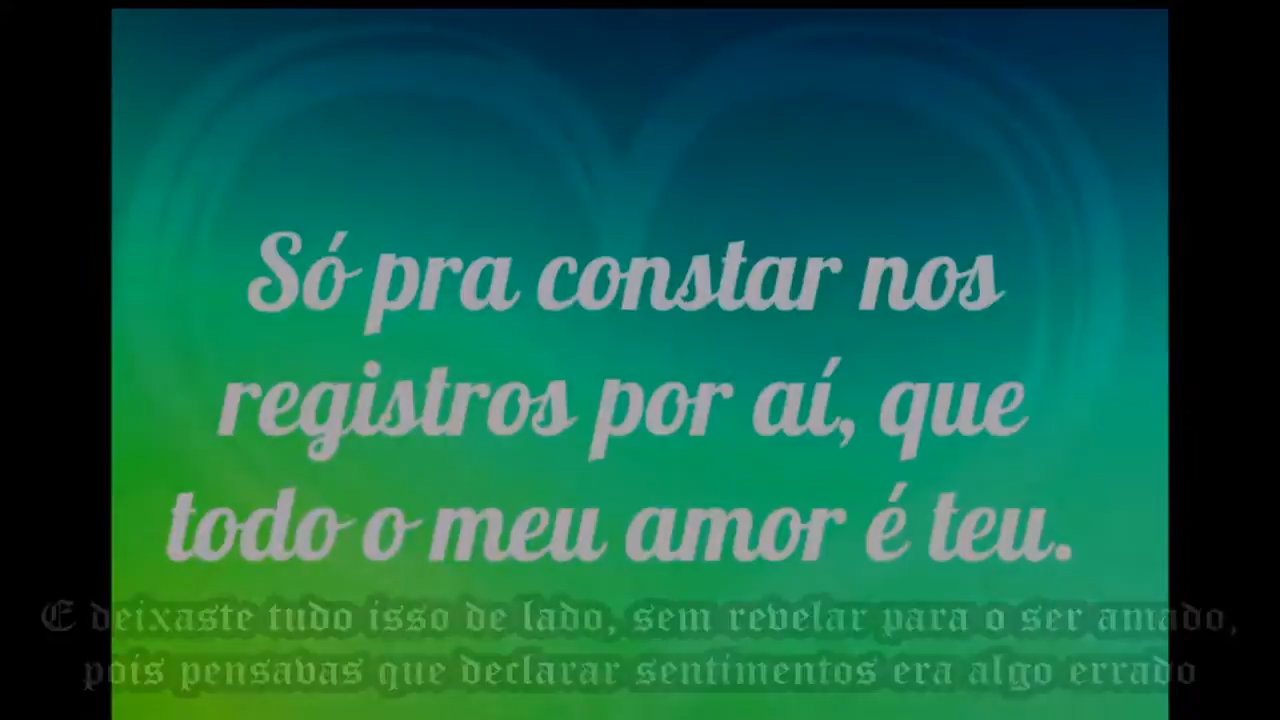 Só pra constar nos
registros por aí, que
todo o meu amor é teu.
E deixaste tudo isso de lado, sem revelar para o ser amado,
pois pensavas que declarar sentimentos era algo errado